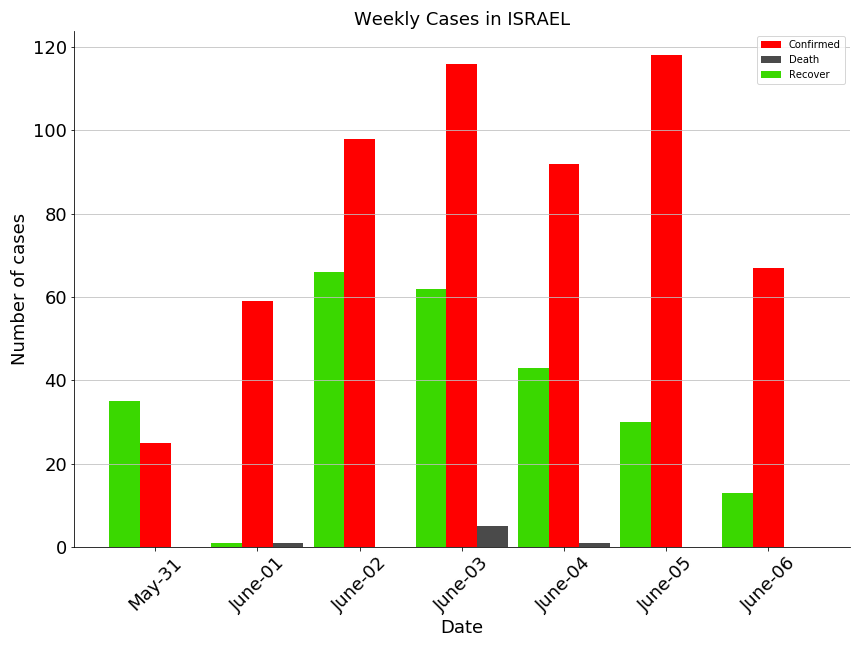 Weekly Cases in ISRAEL
Confirmed
Death
Recover
Number of cases
120
100
80
60
40
20
0
May-31
June-01
June-02
June-03
June-04
June-05
June-06
Date